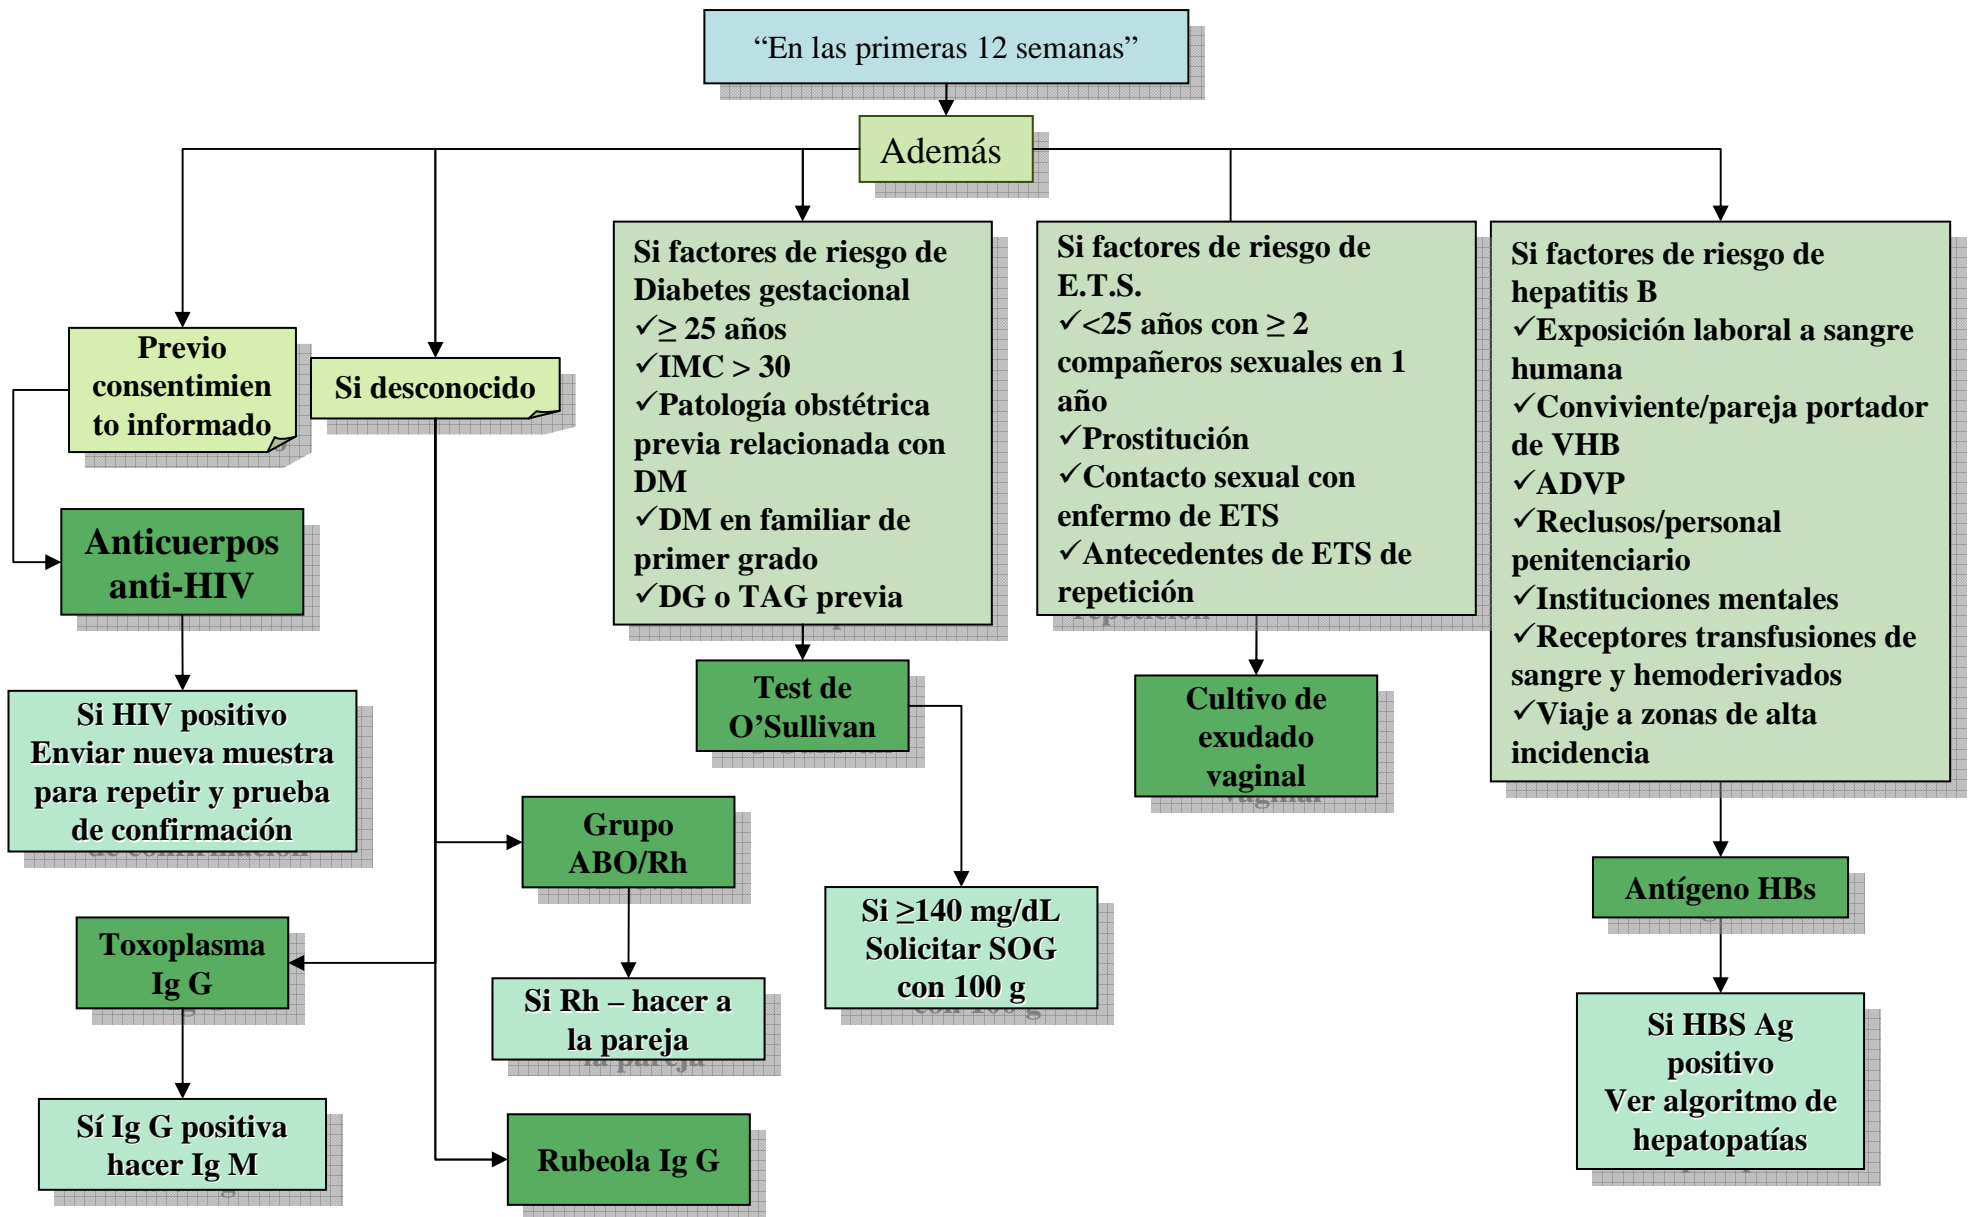 “En las primeras 12 semanas”
Además
Previo
consentimien
to informado
Si desconocido
Si factores de riesgo de
Diabetes gestacional
✓≥ 25 años
✓IMC > 30
✓Patología obstétrica
previa relacionada con
DM
✓DM en familiar de
primer grado
✓DG o TAG previa
Si factores de riesgo de
E.T.S.
✓<25 años con ≥ 2
compañeros sexuales en 1
año
✓Prostitución
✓Contacto sexual con
enfermo de ETS
✓Antecedentes de ETS de
repetición
Si factores de riesgo de
hepatitis B
✓Exposición laboral a sangre
humana
✓Conviviente/pareja portador
de VHB
✓ADVP
✓Reclusos/personal
penitenciario
✓Instituciones mentales
✓Receptores transfusiones de
sangre y hemoderivados
✓Viaje a zonas de alta
incidencia
Anticuerpos
anti-HIV
Si HIV positivo
Enviar nueva muestra
para repetir y prueba
de confirmación
Test de
O’Sullivan
Cultivo de
exudado
vaginal
Grupo
ABO/Rh
Antígeno HBs
Si ≥140 mg/dL
Solicitar SOG
con 100 g
Toxoplasma
Ig G
Si Rh – hacer a
la pareja
Si HBS Ag
positivo
Ver algoritmo de
hepatopatías
Sí Ig G positiva
hacer Ig M
Rubeola Ig G